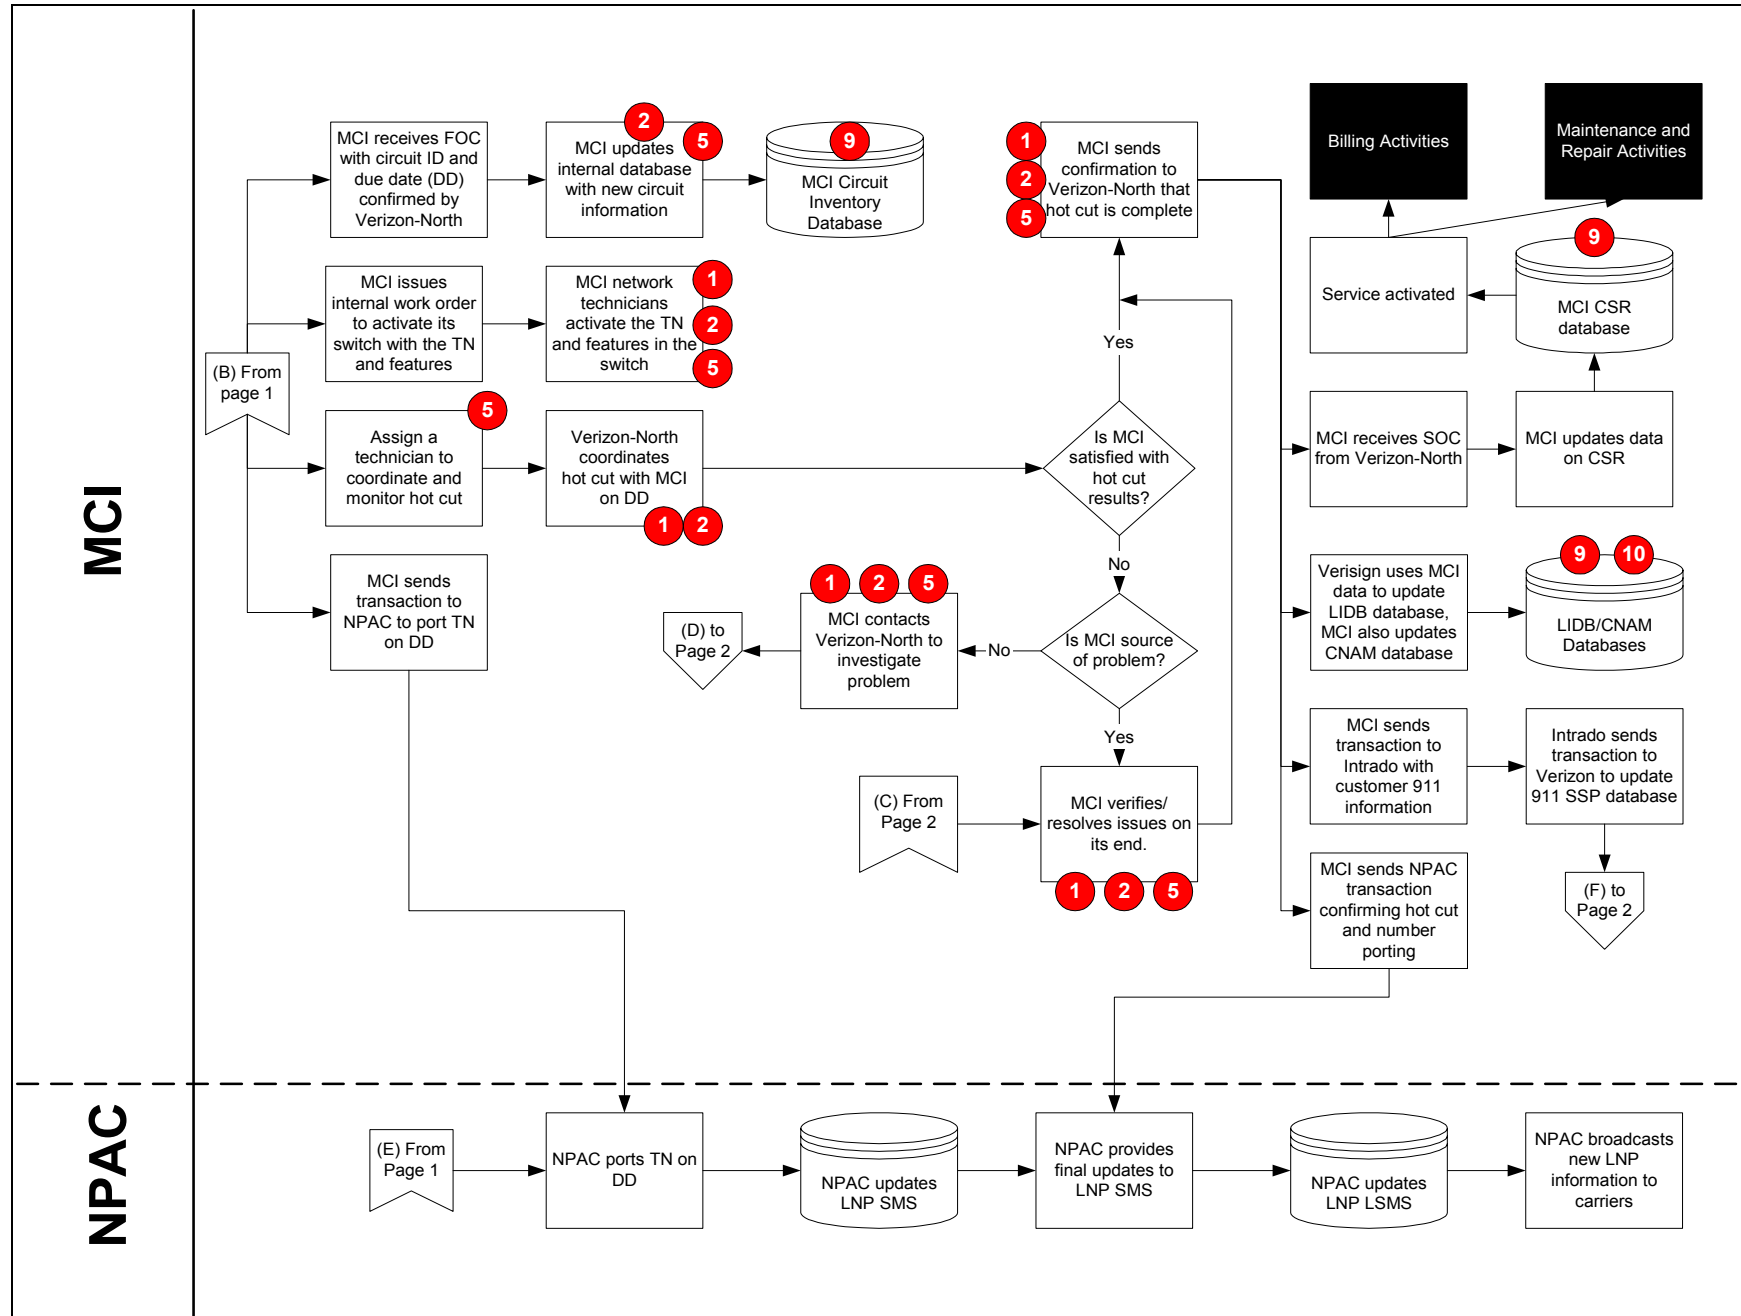 MCI
2
5
9
MCI receives FOC
with circuit ID and
due date (DD)
confirmed by
Verizon-North
MCI updates
internal database
with new circuit
information
MCI Circuit
Inventory
Database
1
2
5
MCI sends
confirmation to
Verizon-North that
hot cut is complete
Billing Activities
Maintenance and
Repair Activities
MCI issues
internal work order
to activate its
switch with the TN
and features
MCI network
technicians
activate the TN
and features in the
switch
1
2
5
Yes
Service activated
9
MCI CSR
database
(B) From
page 1
5
Assign a
technician to
coordinate and
monitor hot cut
Verizon-North
coordinates
hot cut with MCI
on DD
1
2
Is MCI
satisfied with
hot cut
results?
MCI receives SOC
from Verizon-North
MCI updates data
on CSR
No
MCI sends
transaction to
NPAC to port TN
on DD
(D) to
Page 2
1
2
5
MCI contacts
Verizon-North to
investigate
problem
No
Is MCI source
of problem?
Verisign uses MCI
data to update
LIDB database,
MCI also updates
CNAM database
9
10
LIDB/CNAM
Databases
Yes
(C) From
Page 2
MCI verifies/
resolves issues on
its end.
1
2
5
MCI sends
transaction to
Intrado with
customer 911
information
Intrado sends
transaction to
Verizon to update
911 SSP database
MCI sends NPAC
transaction
confirming hot cut
and number
porting
(F) to
Page 2
NPAC
(E) From
Page 1
NPAC ports TN on
DD
NPAC updates
LNP SMS
NPAC provides
final updates to
LNP SMS
NPAC updates
LNP LSMS
NPAC broadcasts
new LNP
information to
carriers